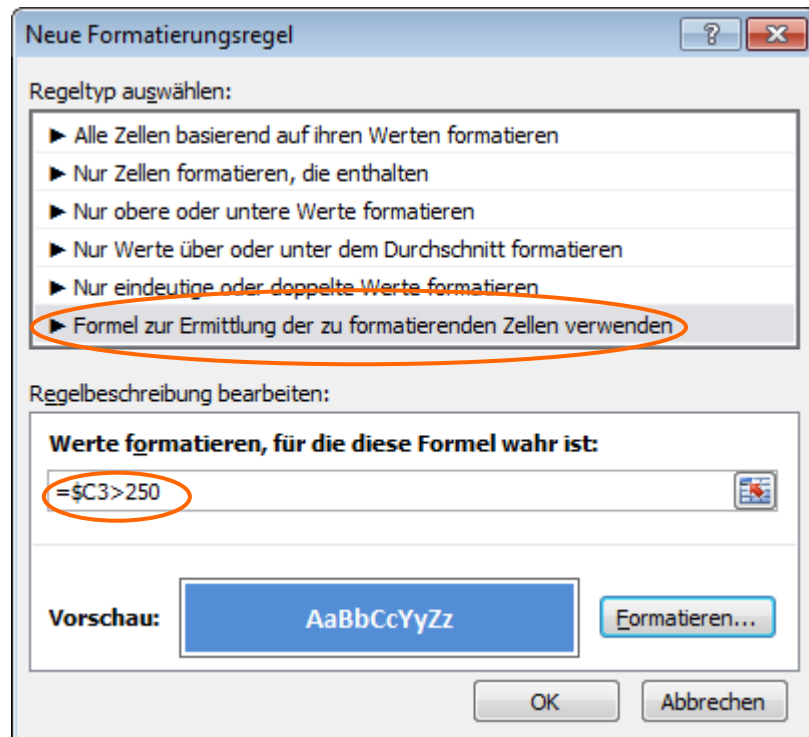 Neue Formatierungsregel
Regeltyp auswählen:
► Alle Zellen basierend auf ihren Werten formatieren
► Nur Zellen formatieren, die enthalten
► Nur obere oder untere Werte formatieren
► Nur Werte über oder unter dem Durchschnitt formatieren
► Nur eindeutige oder doppelte Werte formatieren
► Formel zur Ermittlung der zu formatierenden Zellen verwenden
Regelbeschreibung bearbeiten:
Werte formatieren, für die diese Formel wahr ist:
=$C3>250
Vorschau:
AaBbCcYyZz
Formatieren...
OK
Abbrechen